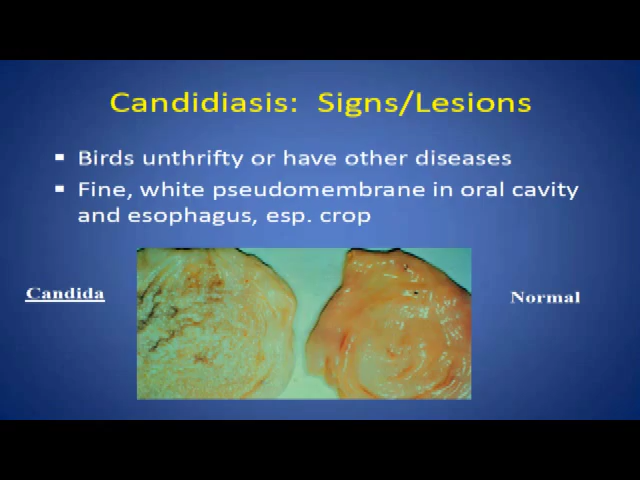 Candidiasis: Signs/Lesions
▪ Birds unthrifty or have other diseases
▪ Fine, white pseudomembrane in oral cavity
and esophagus, esp. crop
Candida
Normal